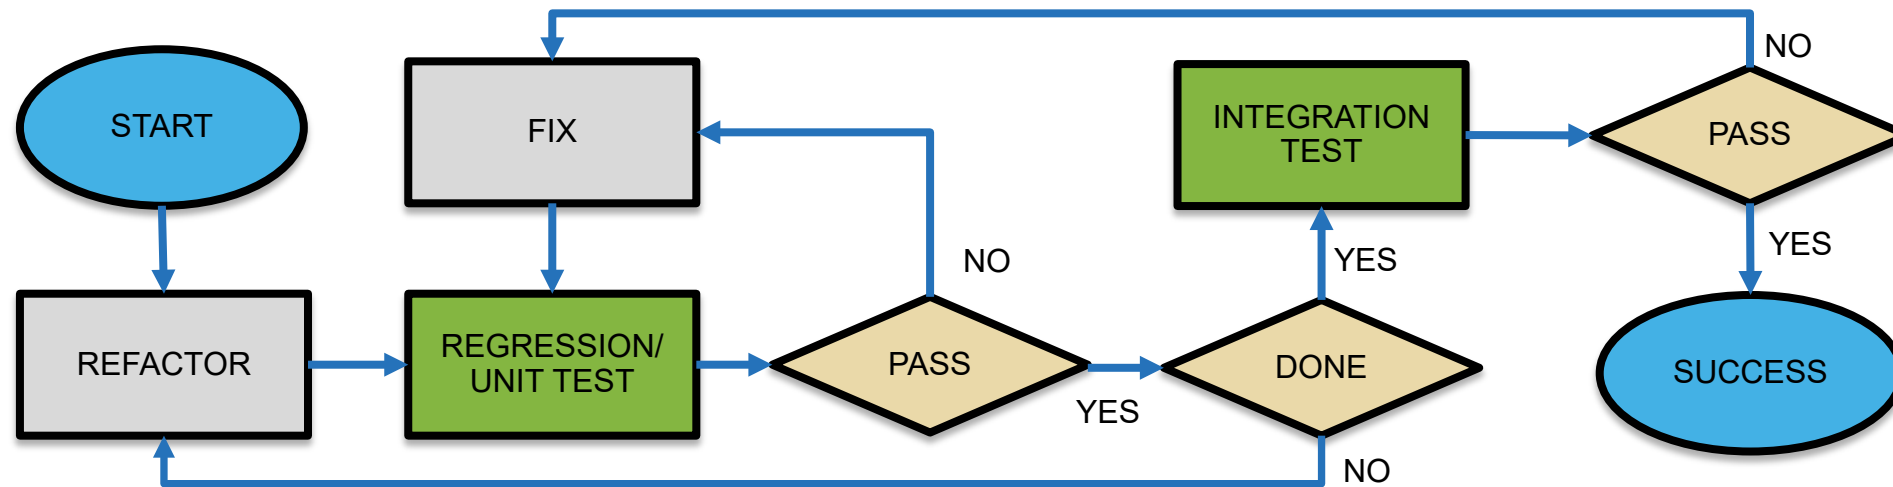 START
FIX
INTEGRATION
TEST
PASS
NO
NO
YES
YES
REFACTOR
REGRESSION/
UNIT TEST
PASS
YES
DONE
NO
SUCCESS